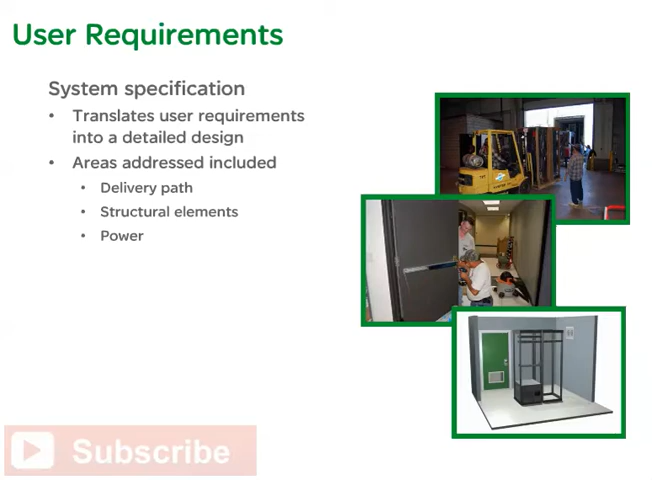 User Requirements
System specification
• Translates user requirements
into a detailed design
• Areas addressed included
• Delivery path
• Structural elements
• Power
Subscribe